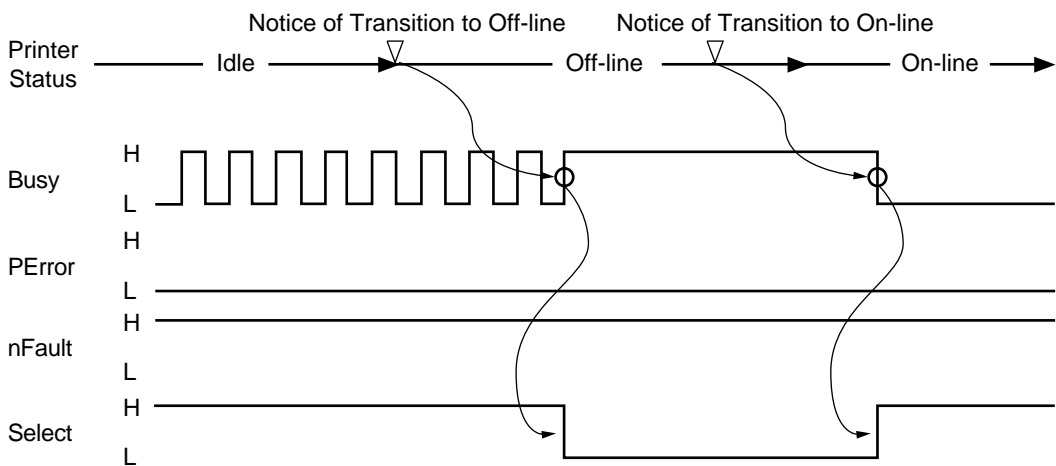 Notice of Transition to Off-line
Notice of Transition to On-line
Printer
Status
Idle
Off-line
On-line
H
Busy
L
H
PError
L
H
nFault
L
H
Select
L